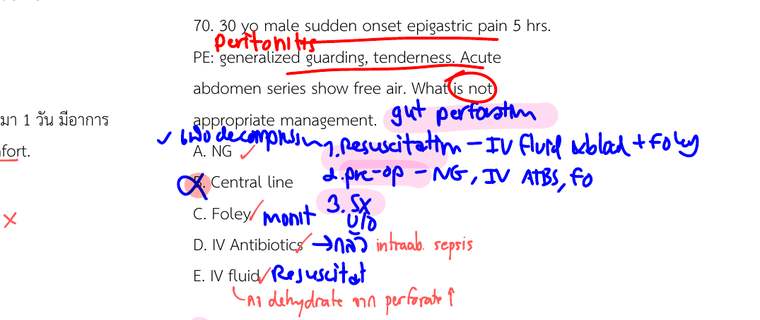 70. 30 yo male sudden onset epigastric pain 5 hrs.
Peritonitis
PE: generalized guarding, tenderness. Acute
abdomen series show free air. What is not
มา 1 วัน มีอาการ
appropriate management.
gut perforation
fort.
✓ เพื่อ decompression
A. NG ✓
1. Resuscitation - IV fluid & blood + Foley
B. Central line
2. pre-op - NG, IV ATBS, Fo
3. SX
X
C. Foley ✓ monit U/O
D. IV Antibiotics ✓ → กลัว intraab. sepsis
E. IV fluid ✓ Resuscitat
dehydrate จาก perforate ↑